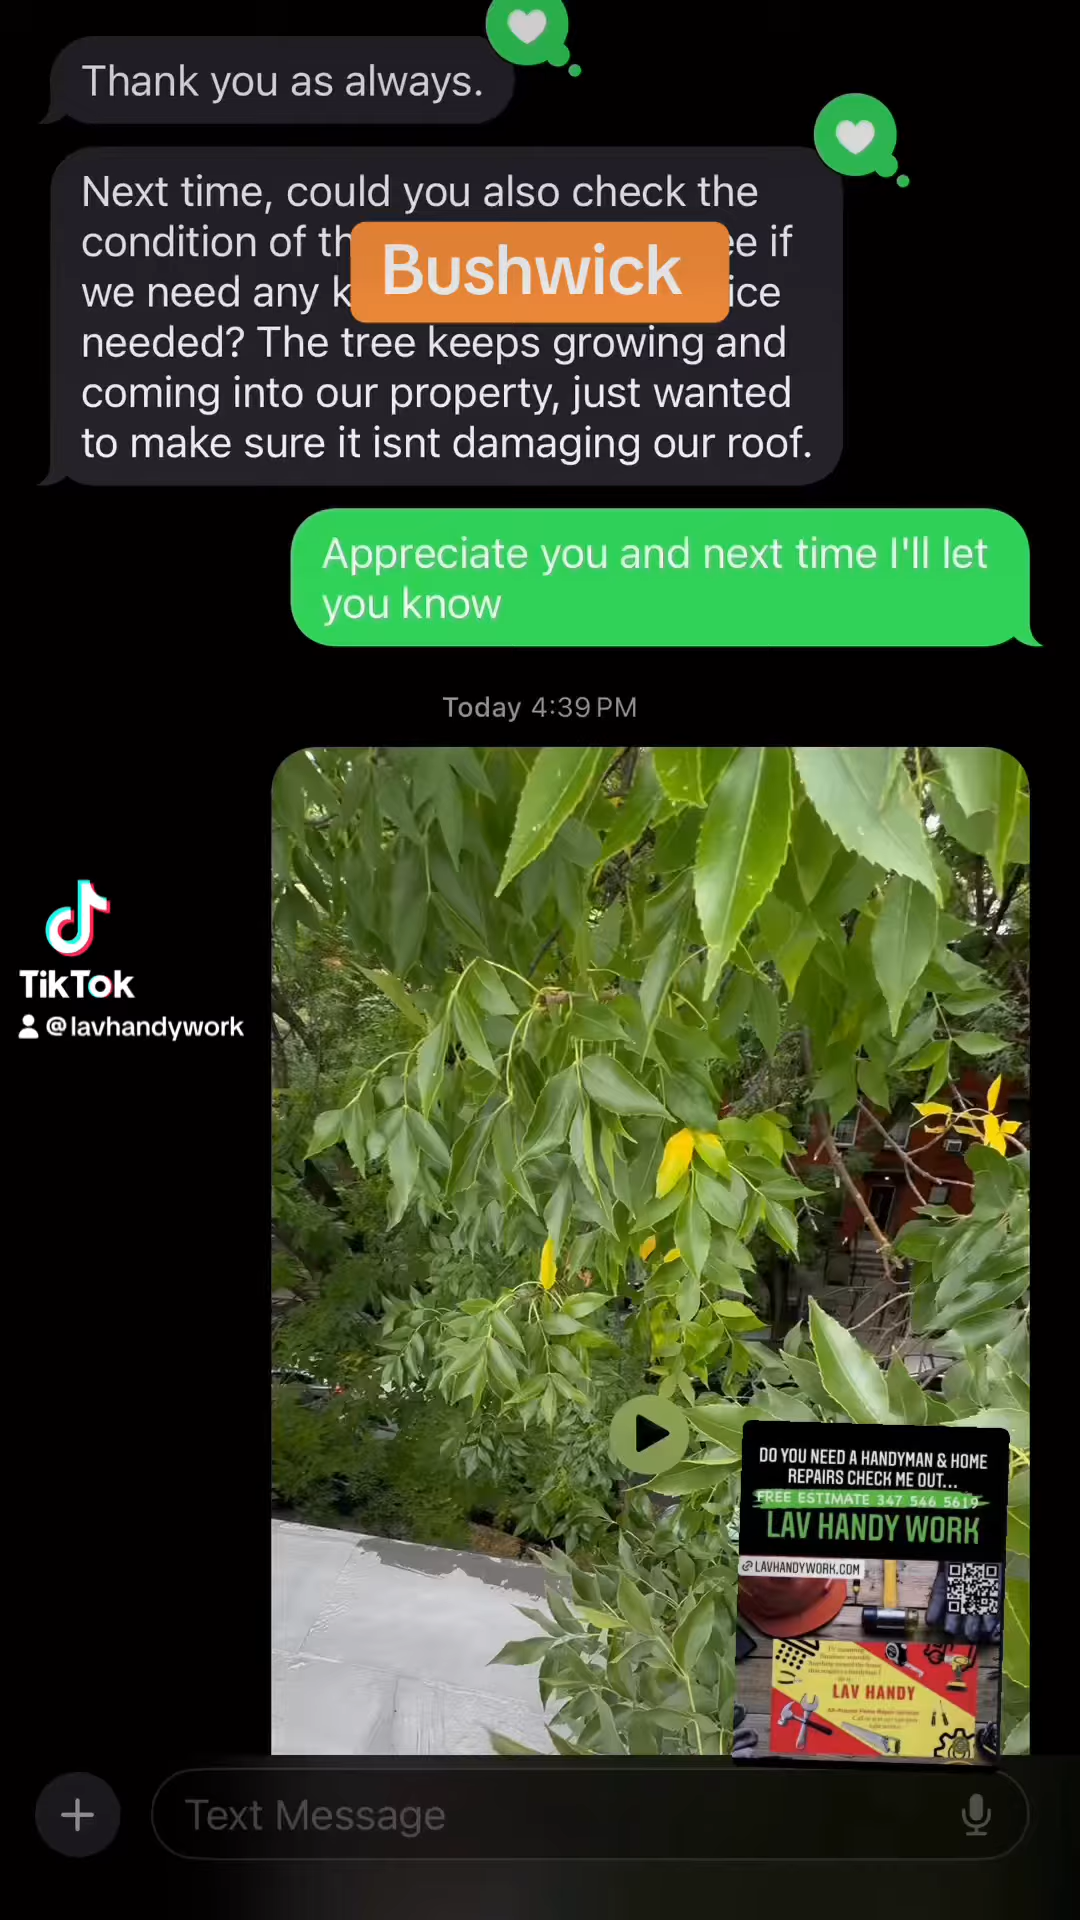 Thank you as always.
Next time, could you also check the
condition of th
ee if
Bushwick
we need any k
ice
needed? The tree keeps growing and
coming into our property, just wanted
to make sure it isnt damaging our roof.
Appreciate you and next time I'll let
you know
Today 4:39 PM
TikTok
@lavhandywork
DO YOU NEED A HANDYMAN & HOME
REPAIRS CHECK ME OUT...
FREE ESTIMATE 347 546 5619
LAV HANDY WORK
LAVHANDYWORK.COM
LAV HANDY
Text Message